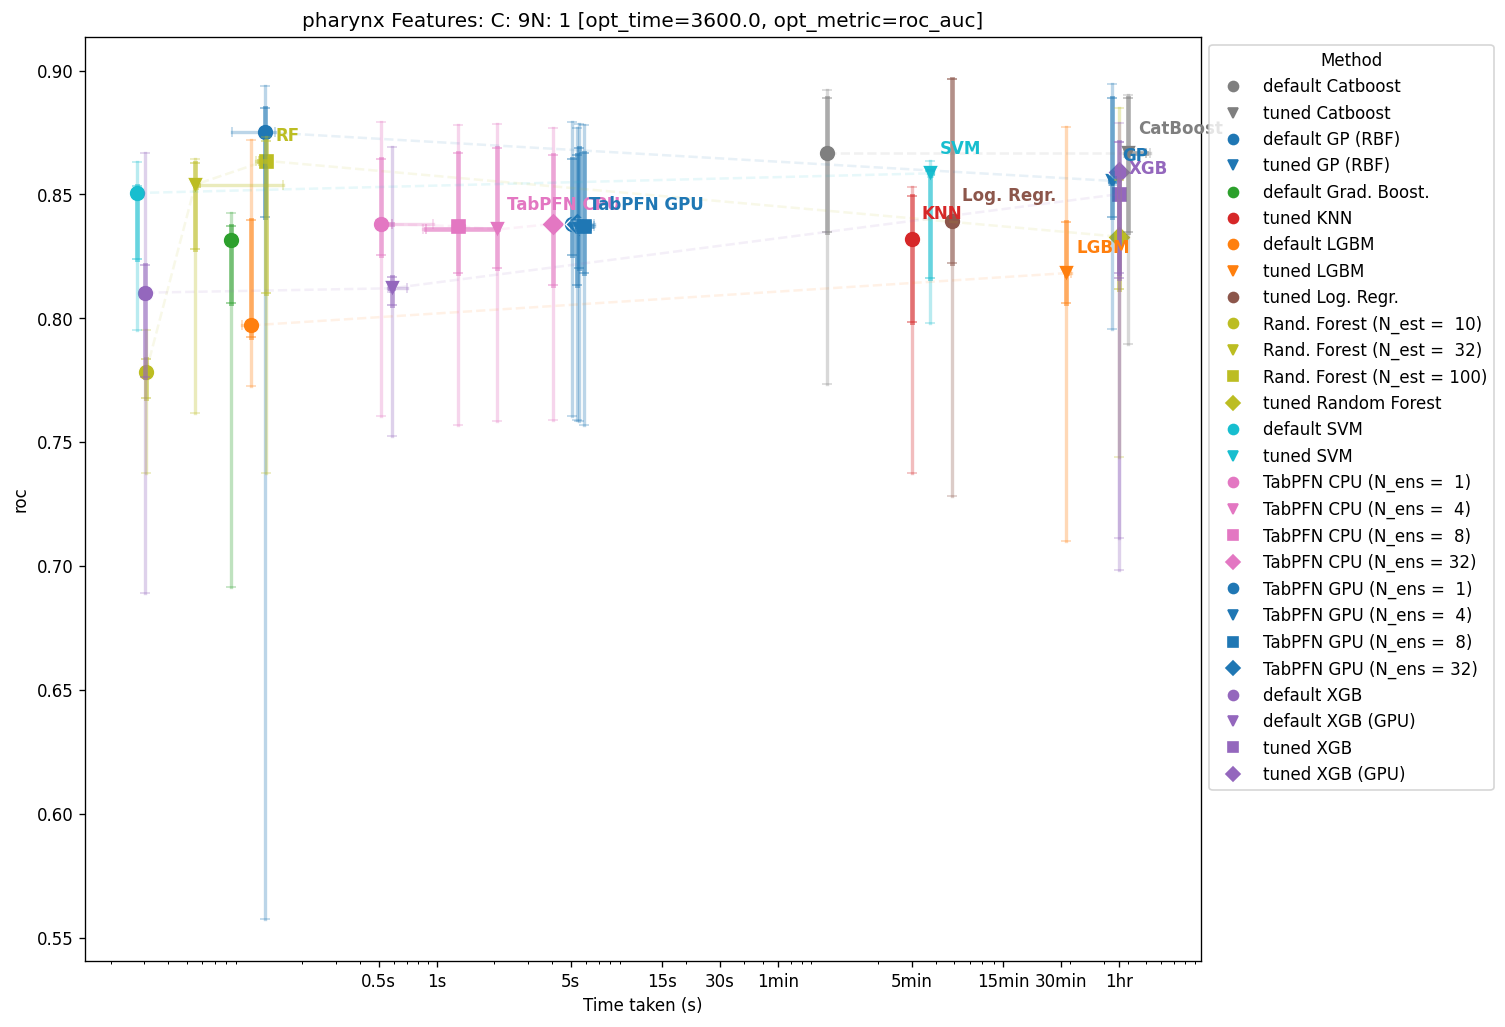 pharynx Features: C: 9N: 1 [opt_time=3600.0, opt_metric=roc_auc]
roc
0.90
0.85
0.80
0.75
0.70
0.65
0.60
0.55
RF
TabPFN CPU
TabPFN GPU
SVM
KNN
Log. Regr.
LGBM
CatBoost
GP
XGB
0.5s
1s
5s
15s
30s
1min
5min
15min
30min
1hr
Time taken (s)
Method
default Catboost
tuned Catboost
default GP (RBF)
tuned GP (RBF)
default Grad. Boost.
tuned KNN
default LGBM
tuned LGBM
tuned Log. Regr.
Rand. Forest (N_est =  10)
Rand. Forest (N_est =  32)
Rand. Forest (N_est = 100)
tuned Random Forest
default SVM
tuned SVM
TabPFN CPU (N_ens =  1)
TabPFN CPU (N_ens =  4)
TabPFN CPU (N_ens =  8)
TabPFN CPU (N_ens = 32)
TabPFN GPU (N_ens =  1)
TabPFN GPU (N_ens =  4)
TabPFN GPU (N_ens =  8)
TabPFN GPU (N_ens = 32)
default XGB
default XGB (GPU)
tuned XGB
tuned XGB (GPU)